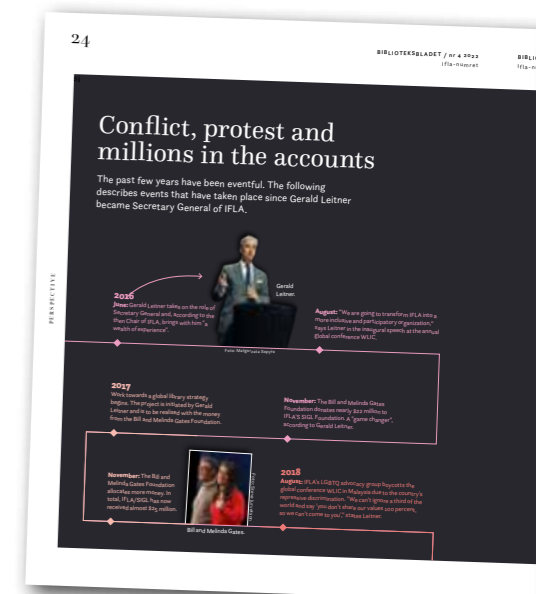 24
BIBLIOTEKSBLADET / nr 4 2022
Ifla-numret
BIBLI
Ifla-n
Conflict, protest and
millions in the accounts
The past few years have been eventful. The following
describes events that have taken place since Gerald Leitner
became Secretary General of IFLA.
PERSPECTIVE
Gerald
Leitner.
2016
June: Gerald Leitner takes on the role of
Secretary General and, according to the
then Chair of IFLA, brings with him "a
wealth of experience".
August: "We are going to transform IFLA into a
more inclusive and participatory organization,"
says Leitner in the inaugural speech at the annual
global conference WLIC.
Foto:
2017
Work towards a global library strategy
begins. The project is initiated by Gerald
Leitner and is to be realised with the money
from the Bill and Melinda Gates Foundation.
November: The Bill and Melinda Gates
Foundation donates nearly $22 million to
IFLA'S SIGL Foundation. A "game changer",
according to Gerald Leitner.
November: The Bill and
Melinda Gates Foundation
allocates more money. In
total, IFLA/SIGL has now
received almost $25 million.
Bill and Melinda Gates.
2018
August: IFLA's LGBTQ advocacy group boycotts the
global conference WLIC in Malaysia due to the country's
repressive discrimination. "We can't ignore a third of the
world and say 'you don't share our values 100 percent,
so we can't come to you'," states Leitner.